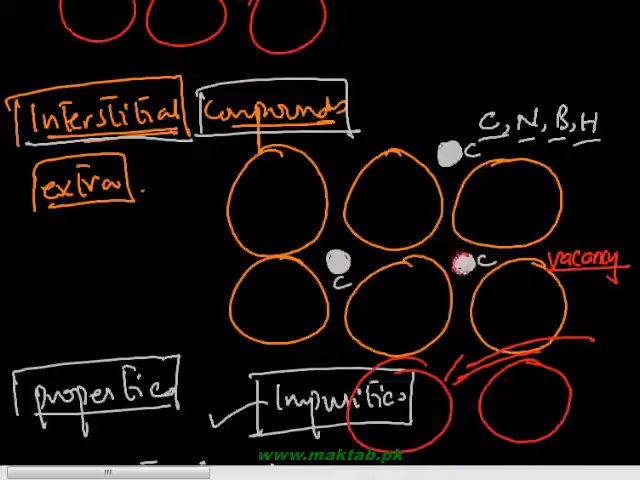 Interstitial Compounds
C, N, B, H
C
extra.
C
vacancy
C
properties
Impurities
www.maktab.pk